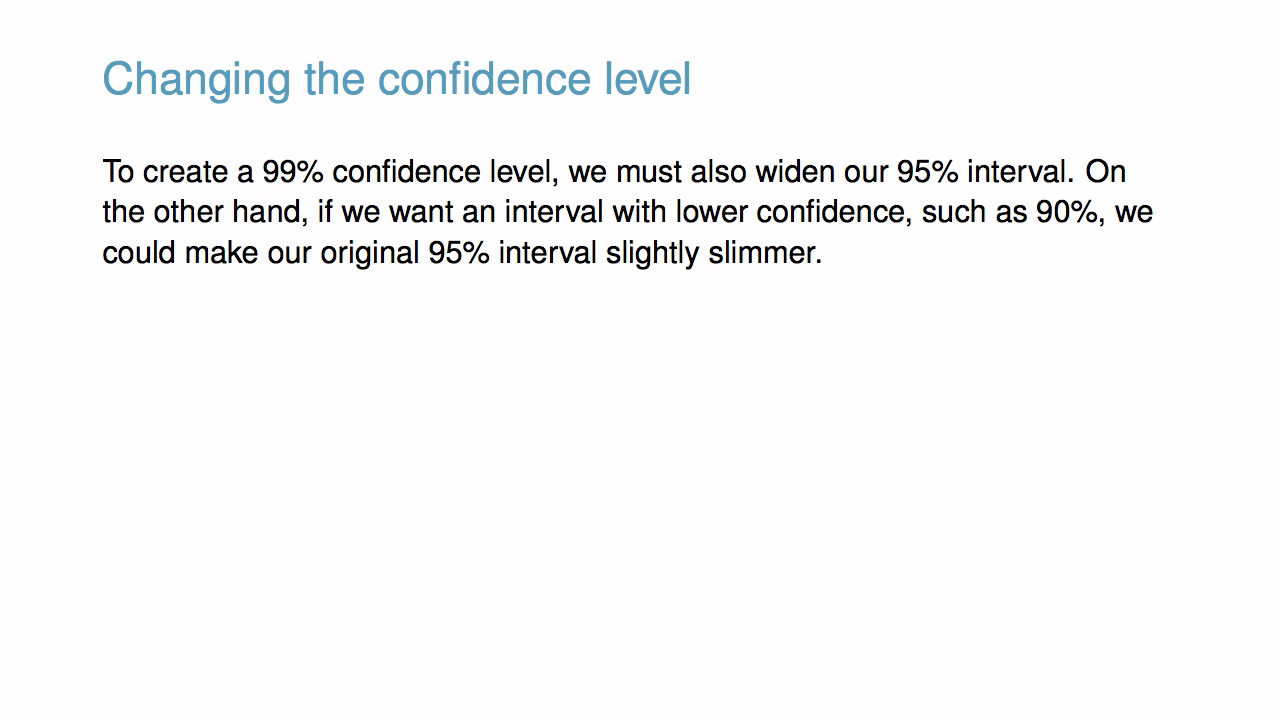 Changing the confidence level
To create a 99% confidence level, we must also widen our 95% interval. On
the other hand, if we want an interval with lower confidence, such as 90%, we
could make our original 95% interval slightly slimmer.